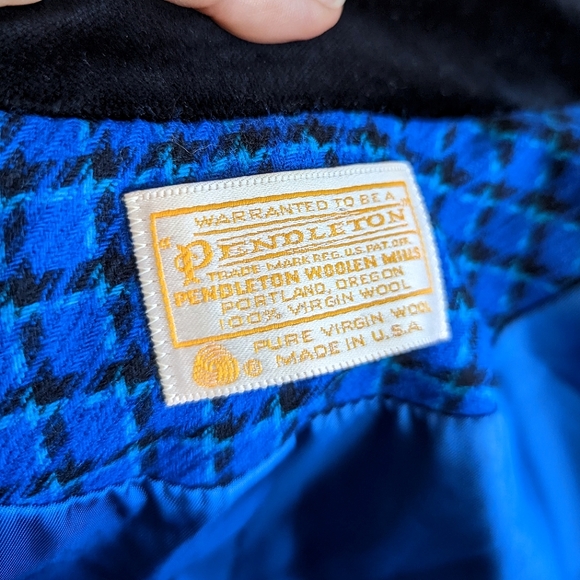 WARRANTED TO BE A
"PENDLETON"
TRADE MARK REG. U.S. PAT. OFF.
PENDLETON WOOLEN MILLS
PORTLAND, OREGON
100% VIRGIN WOOL
PURE VIRGIN WOOL
® MADE IN U.S.A